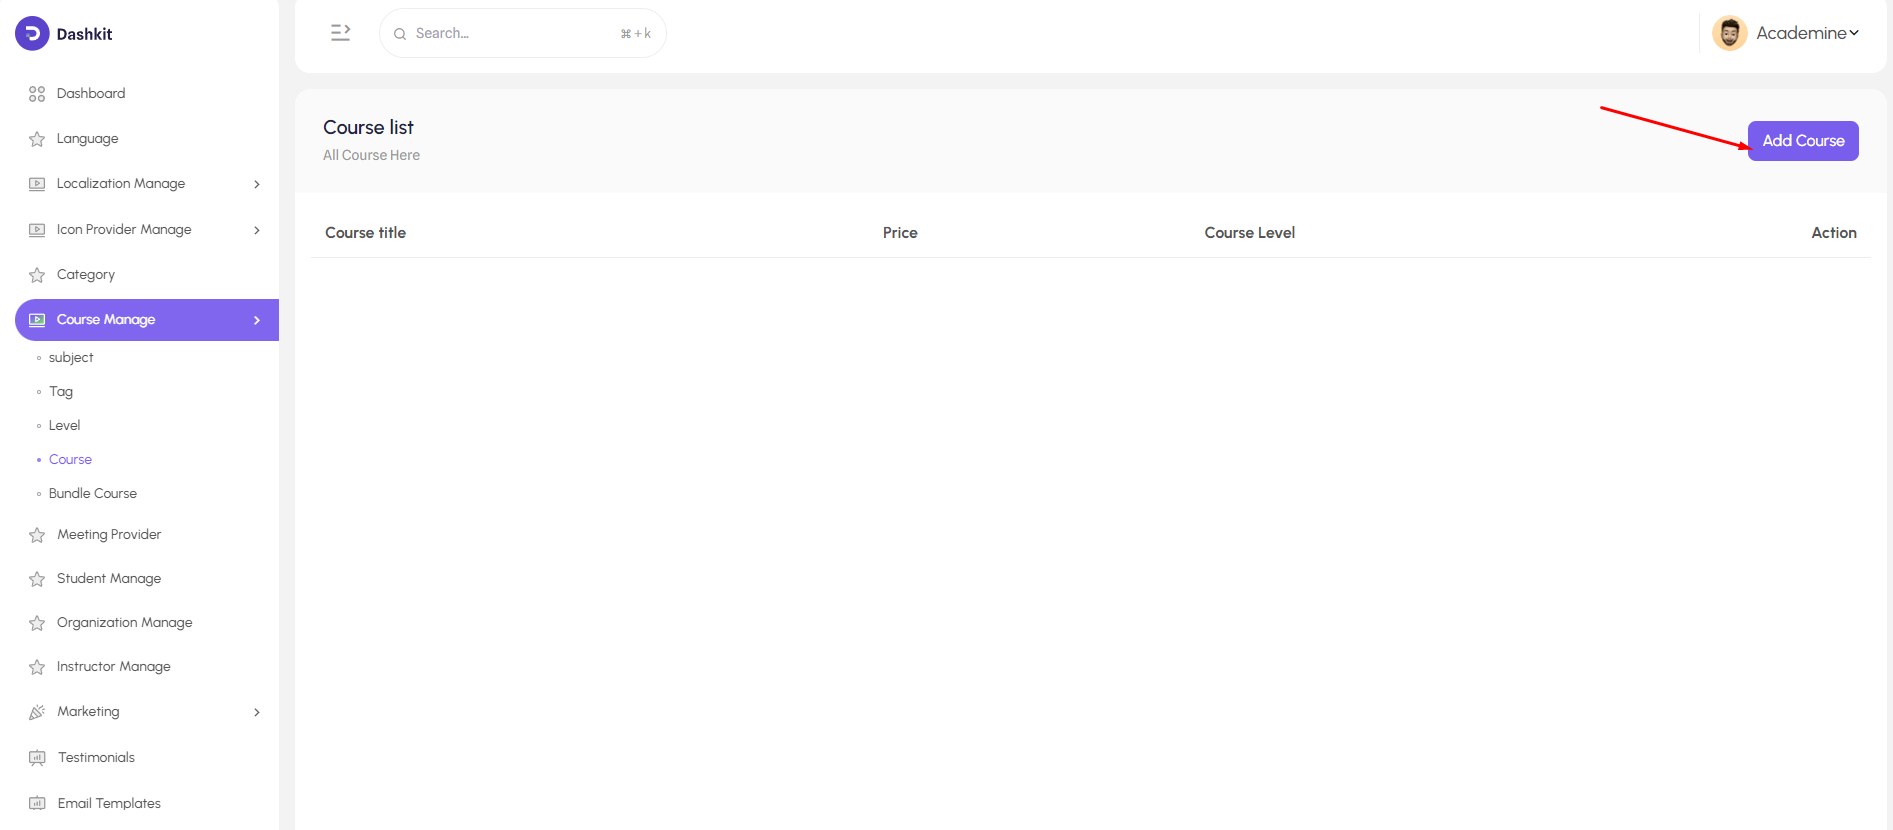 Dashkit
Search...
⌘ + k
Academine
Dashboard
Language
Localization Manage
Icon Provider Manage
Category
Course Manage
subject
Tag
Level
Course
Bundle Course
Meeting Provider
Student Manage
Organization Manage
Instructor Manage
Marketing
Testimonials
Email Templates
Course list
All Course Here
Add Course
Course title Price Course Level Action